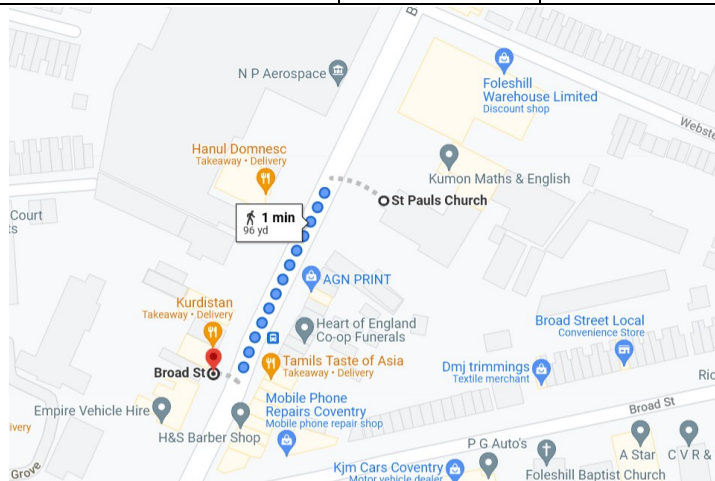 B
N P Aerospace
Foleshill
Warehouse Limited
Discount shop
Webste
Hanul Domnesc
Takeaway • Delivery
Kumon Maths & English
St Pauls Church
Court
ts
1 min
96 yd
AGN PRINT
Kurdistan
Takeaway • Delivery
Heart of England
Co-op Funerals
Broad Street Local
Convenience Store
Tamils Taste of Asia
Takeaway • Delivery
Dmj trimmings
Textile merchant
Broad St
Ric
Empire Vehicle Hire
Mobile Phone
Repairs Coventry
Mobile phone repair shop
Broad St
ivery
H&S Barber Shop
P G Auto's
A Star
C V R &
Grove
Kjm Cars Coventry
Motor vehicle dealer
Foleshill Baptist Church